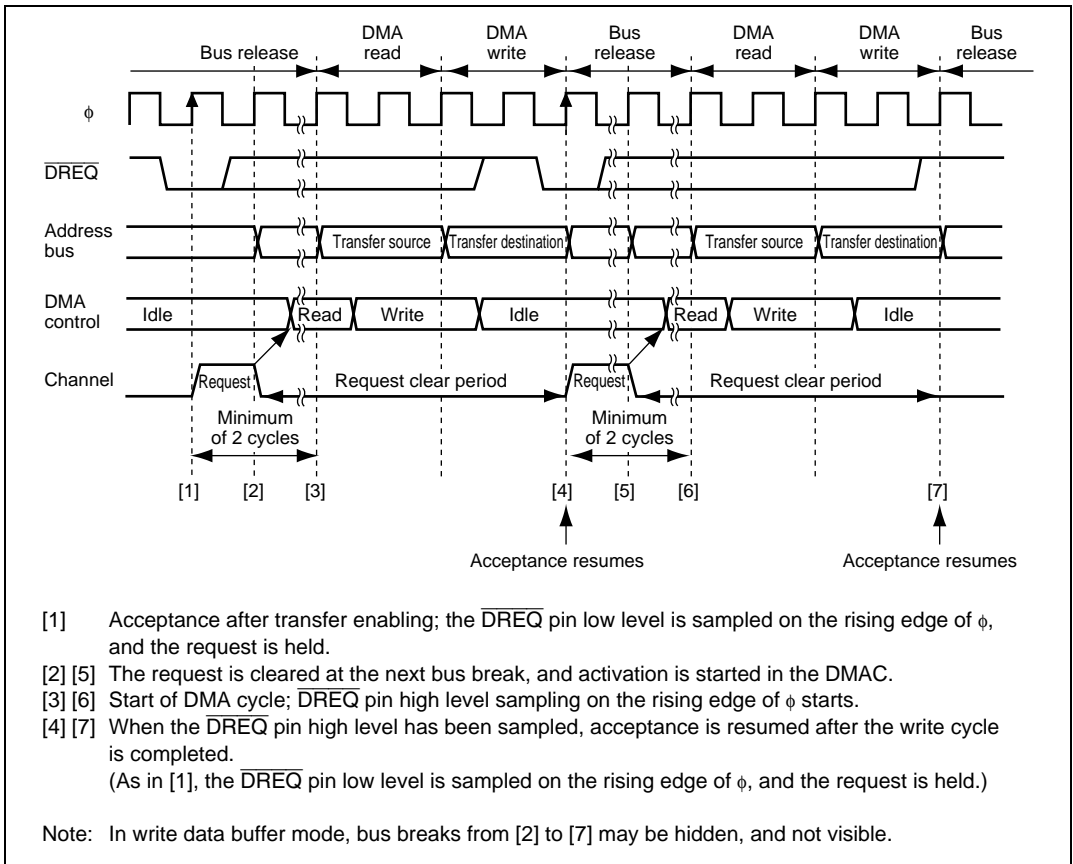 DMA DMA Bus DMA DMA Bus
Bus release read write release read write release
φ
DREQ
Address
bus
Transfer source Transfer destination Transfer source Transfer destination
DMA
control
Idle Read Write Idle Read Write Idle
Channel
Request Request clear period Request Request clear period
Minimum Minimum
of 2 cycles of 2 cycles
[1] [2] [3] [4] [5] [6] [7]
Acceptance resumes Acceptance resumes
[1] Acceptance after transfer enabling; the DREQ pin low level is sampled on the rising edge of φ,
and the request is held.
[2] [5] The request is cleared at the next bus break, and activation is started in the DMAC.
[3] [6] Start of DMA cycle; DREQ pin high level sampling on the rising edge of φ starts.
[4] [7] When the DREQ pin high level has been sampled, acceptance is resumed after the write cycle
is completed.
(As in [1], the DREQ pin low level is sampled on the rising edge of φ, and the request is held.)
Note: In write data buffer mode, bus breaks from [2] to [7] may be hidden, and not visible.